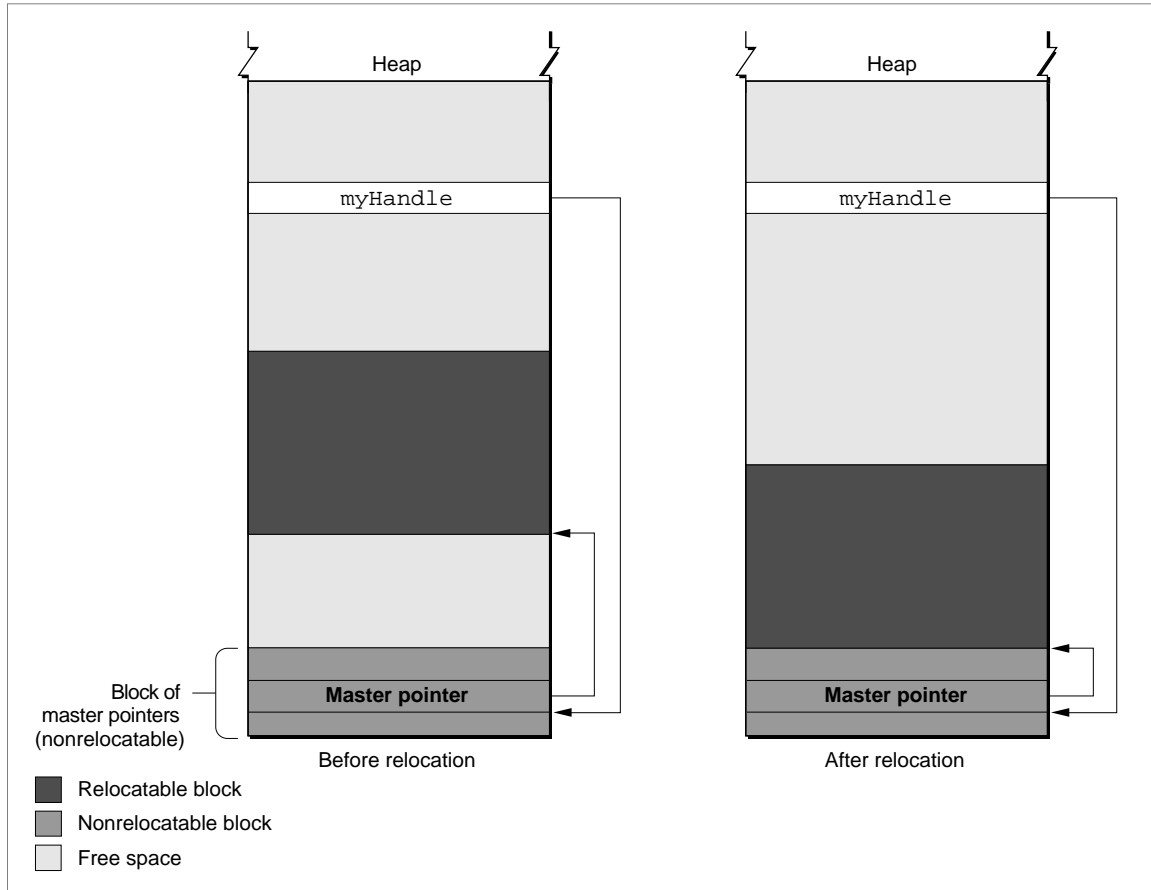 Heap
Heap
myHandle
myHandle
Block of
master pointers
(nonrelocatable)
Master pointer
Master pointer
Before relocation
After relocation
Relocatable block
Nonrelocatable block
Free space